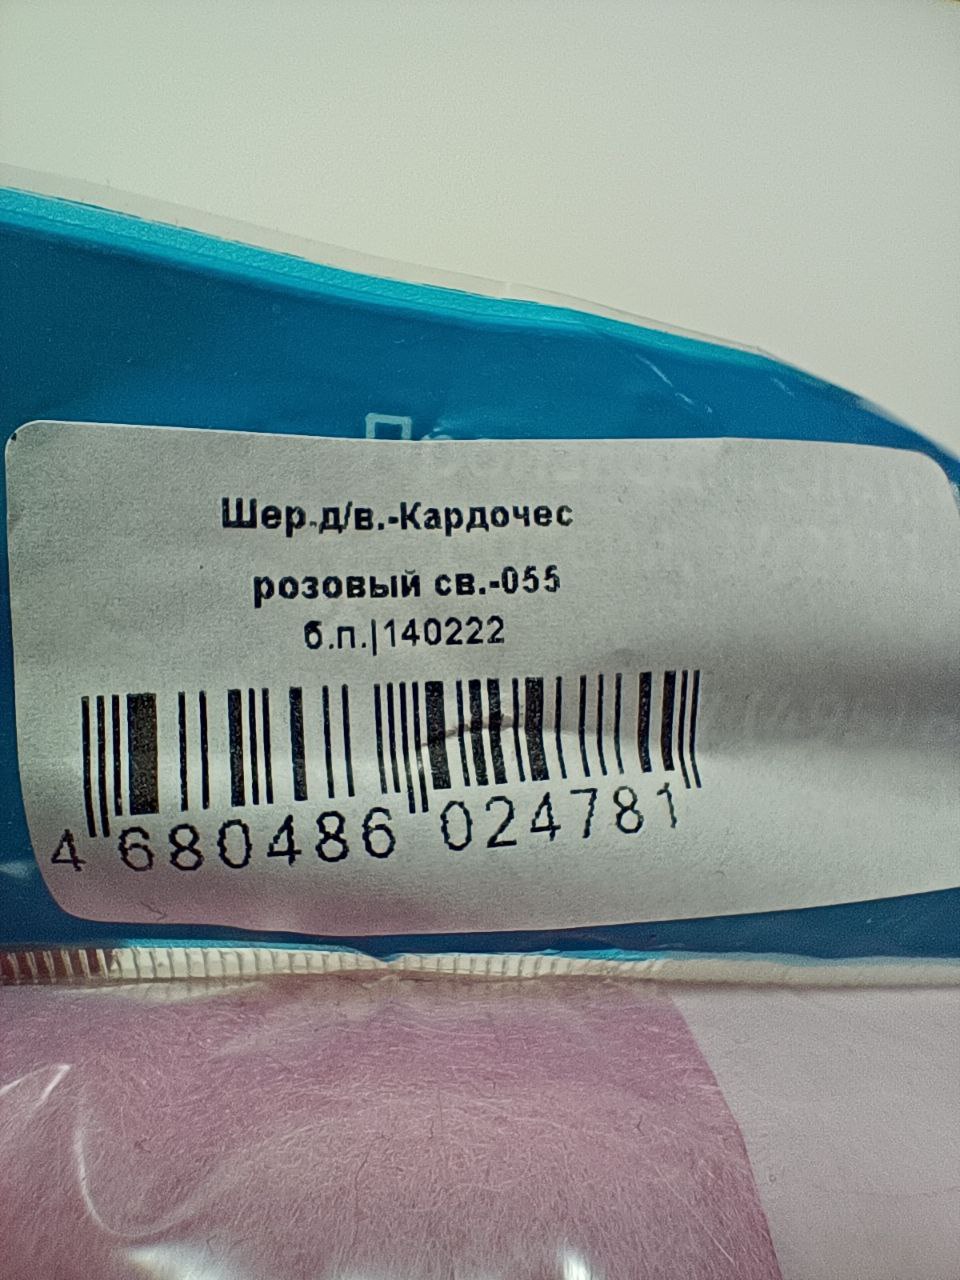 Шер.д/в.-Кардочес
розовый св.-055
б.п.|140222
4 680486 024781